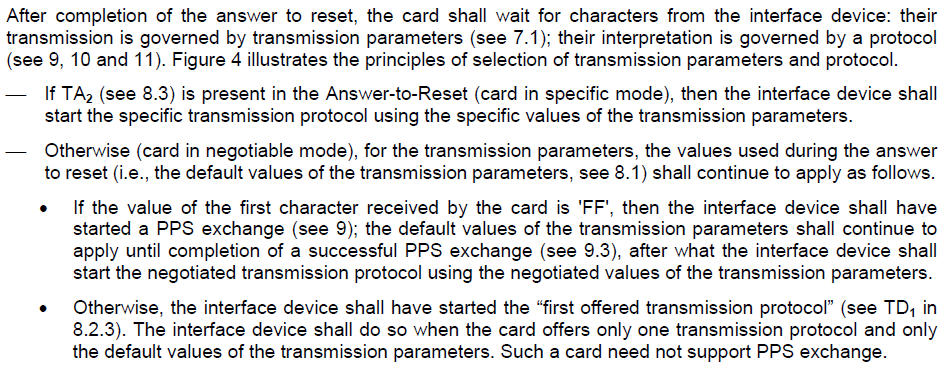 After completion of the answer to reset, the card shall wait for characters from the interface device: their
transmission is governed by transmission parameters (see 7.1); their interpretation is governed by a protocol
(see 9, 10 and 11). Figure 4 illustrates the principles of selection of transmission parameters and protocol.
— If TA₂ (see 8.3) is present in the Answer-to-Reset (card in specific mode), then the interface device shall
start the specific transmission protocol using the specific values of the transmission parameters.
— Otherwise (card in negotiable mode), for the transmission parameters, the values used during the answer
to reset (i.e., the default values of the transmission parameters, see 8.1) shall continue to apply as follows.
• If the value of the first character received by the card is 'FF', then the interface device shall have
started a PPS exchange (see 9); the default values of the transmission parameters shall continue to
apply until completion of a successful PPS exchange (see 9.3), after what the interface device shall
start the negotiated transmission protocol using the negotiated values of the transmission parameters.
• Otherwise, the interface device shall have started the “first offered transmission protocol” (see TD₁ in
8.2.3). The interface device shall do so when the card offers only one transmission protocol and only
the default values of the transmission parameters. Such a card need not support PPS exchange.